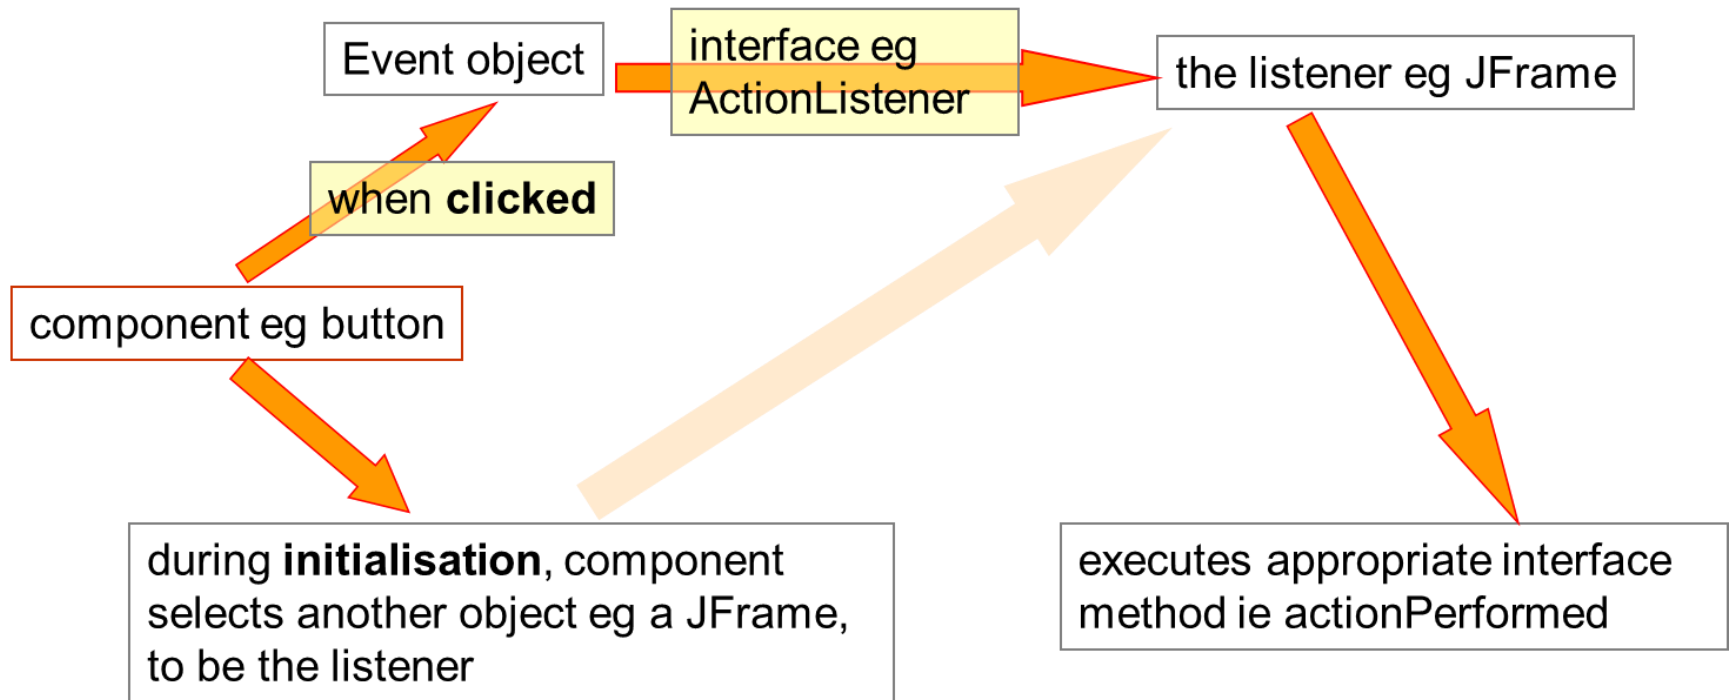 Event object
interface eg
ActionListener
the listener eg JFrame
when clicked
component eg button
during initialisation, component
selects another object eg a JFrame,
to be the listener
executes appropriate interface
method ie actionPerformed